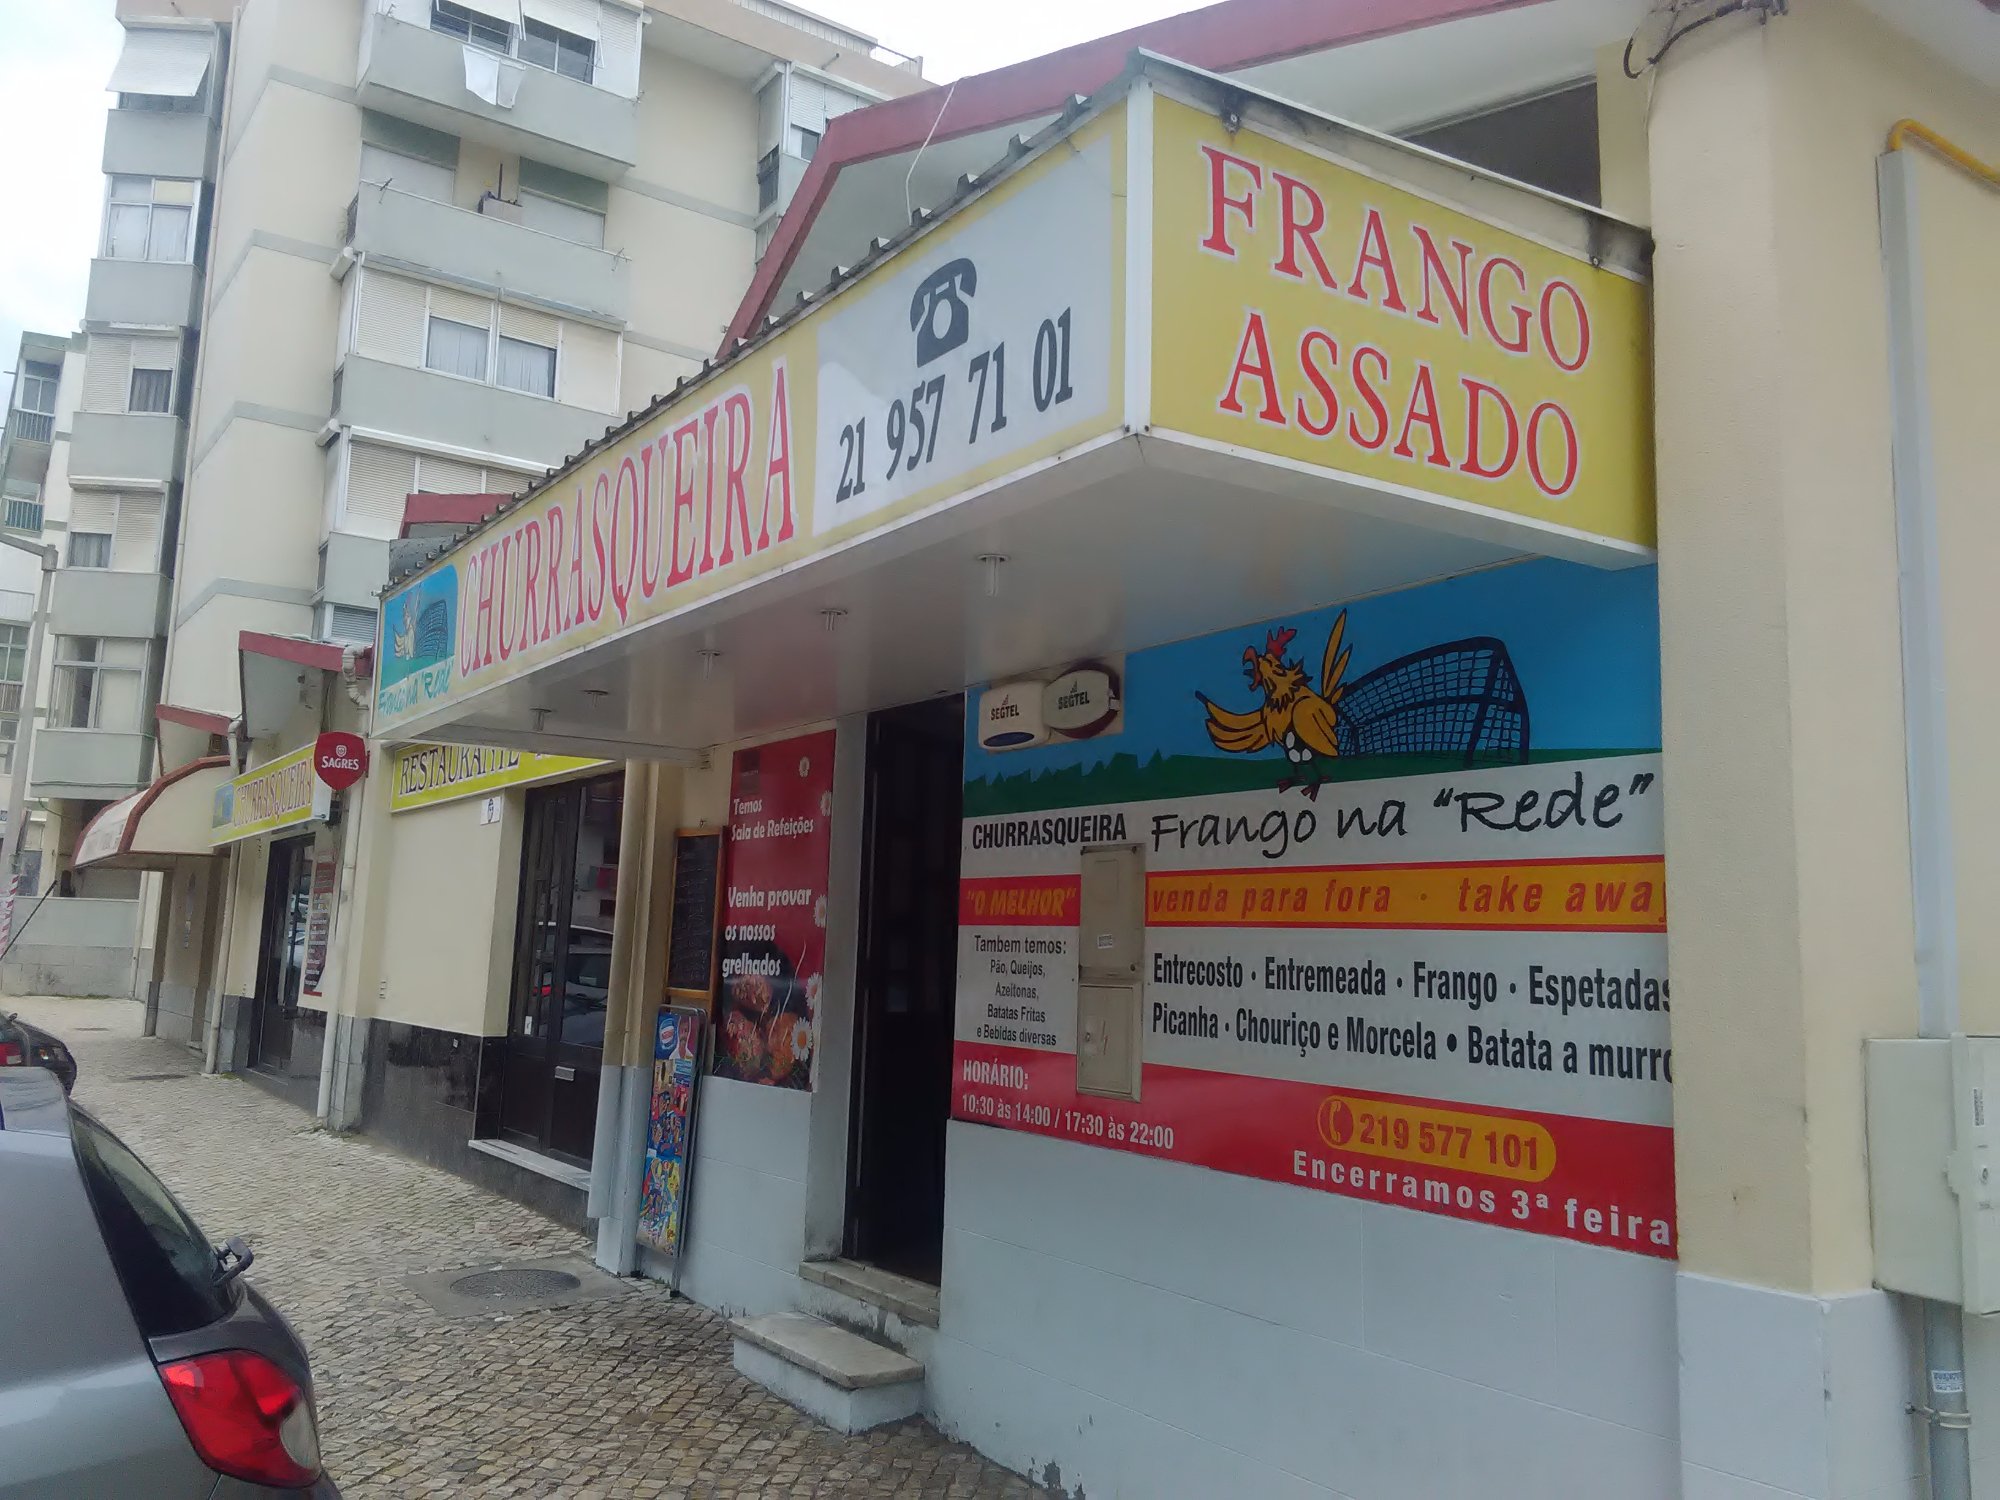 FRANGO
ASSADO
CHURRASQUEIRA
21 957 71 01
Frango na "Rede"
CHURRASQUEIRA
SAGRES
RESTAURANTE
SEGTEL
SEGTEL
Temos
Sala de Refeições
Venha provar
os nossos
grelhados
CHURRASQUEIRA Frango na "Rede"
"O MELHOR"
venda para fora · take away
Tambem temos:
Pão, Queijos,
Azeitonas,
Batatas Fritas
e Bebidas diversas
Entrecosto · Entremeada · Frango · Espetadas
Picanha · Chouriço e Morcela • Batata a murro
HORÁRIO:
10:30 às 14:00 / 17:30 às 22:00
219 577 101
Encerramos 3ª feira